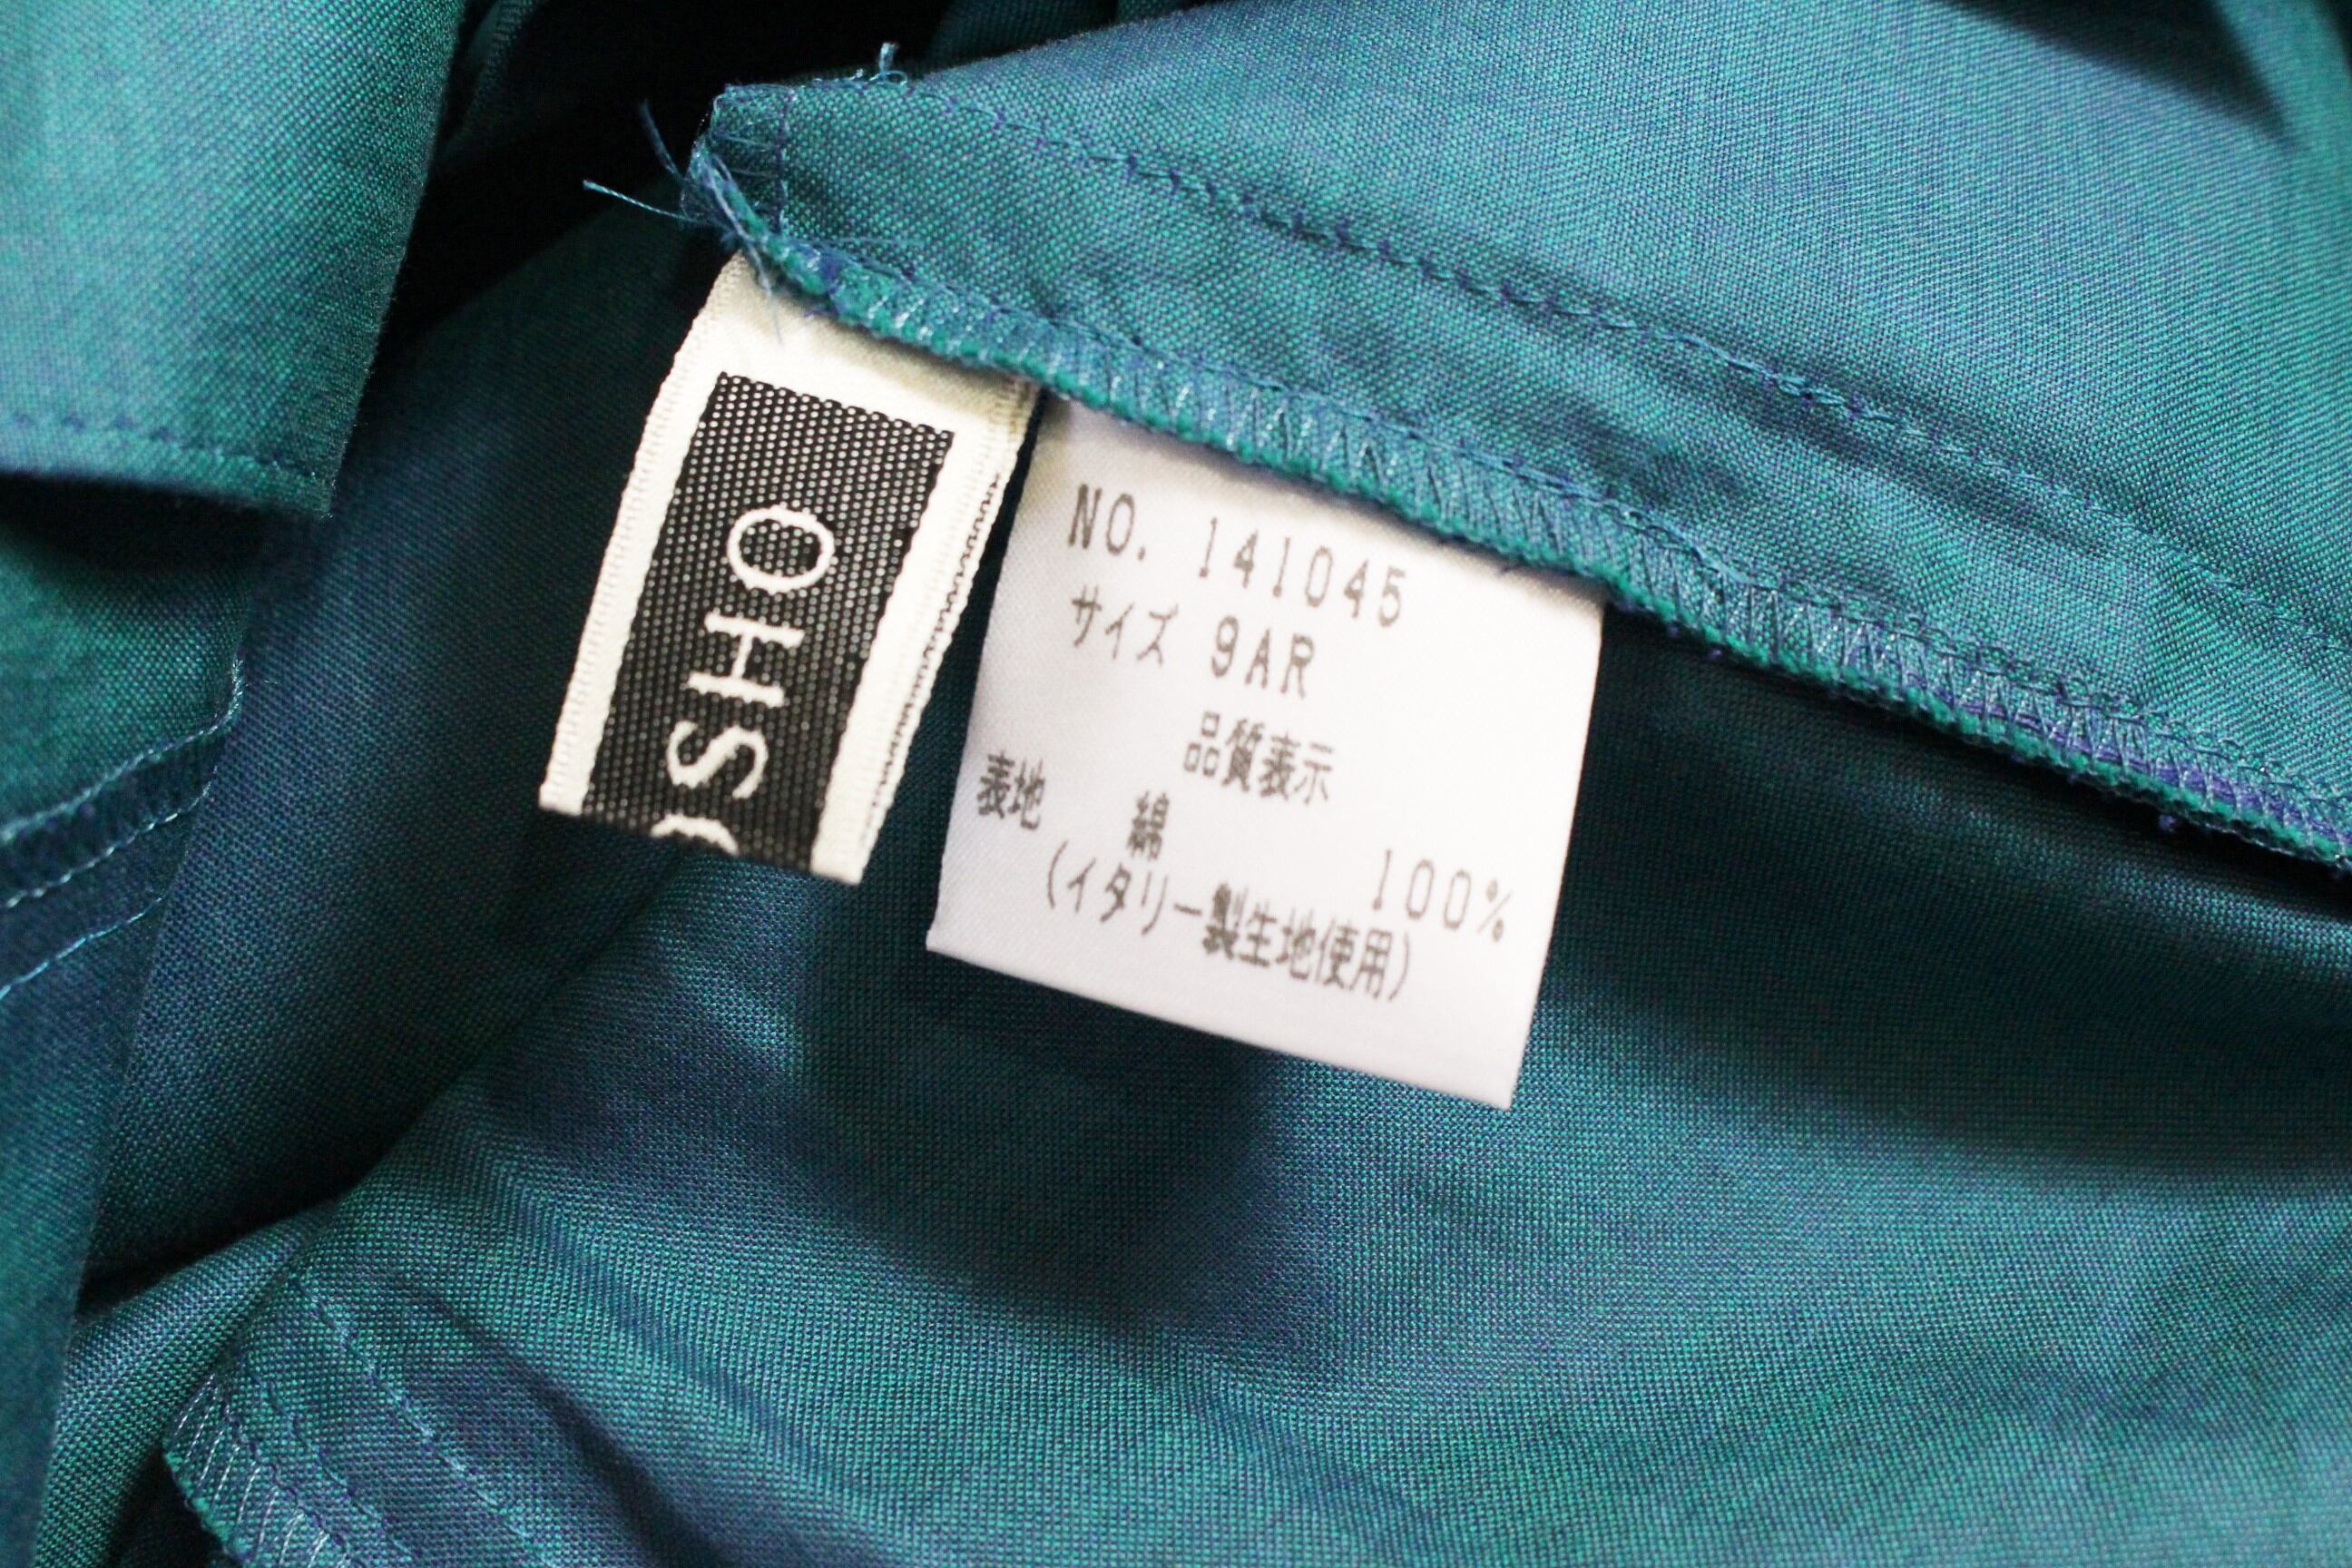 OSHO
NO. 141045
サイズ 9AR
品質表示
表地 綿 100%
(イタリー製生地使用)